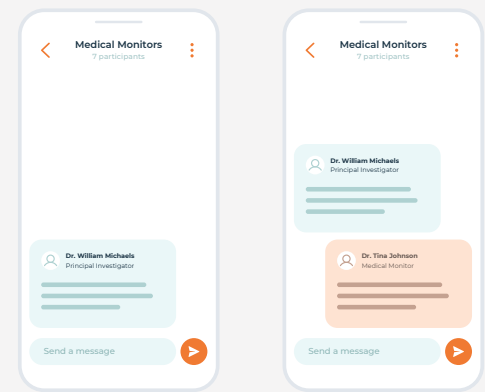 Medical Monitors
7 participants
Dr. William Michaels
Principal Investigator
Send a message
Medical Monitors
7 participants
Dr. William Michaels
Principal Investigator
Dr. Tina Johnson
Medical Monitor
Send a message